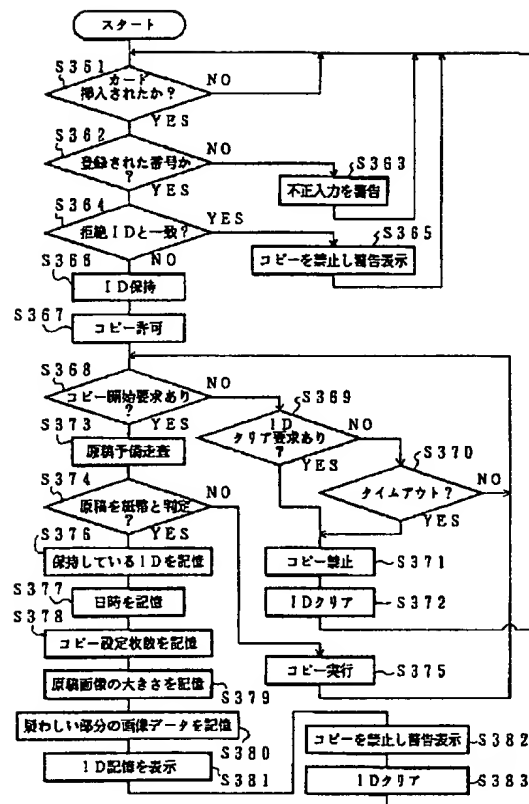 スタート
S361
カード
挿入されたか?
NO
YES
S362
登録された番号か
?
NO
YES
S363
不正入力を警告
S364
拒絶IDと一致?
YES
NO
S365
コピーを禁止し警告表示
S366
ID保持
S367
コピー許可
S368
コピー開始要求あり
?
NO
YES
S369
ID
クリア要求あり
?
NO
YES
S370
タイムアウト?
NO
YES
S373
原稿予備走査
S374
原稿を紙幣と判定
?
NO
YES
コピー禁止
S371
IDクリア
S372
S376
保持しているIDを記憶
S377
日時を記憶
S378
コピー設定枚数を記憶
コピー実行
S375
原稿画像の大きさを記憶
S379
疑わしい部分の画像データを記憶
S380
ID記憶を表示
S381
コピーを禁止し警告表示
S382
IDクリア
S383